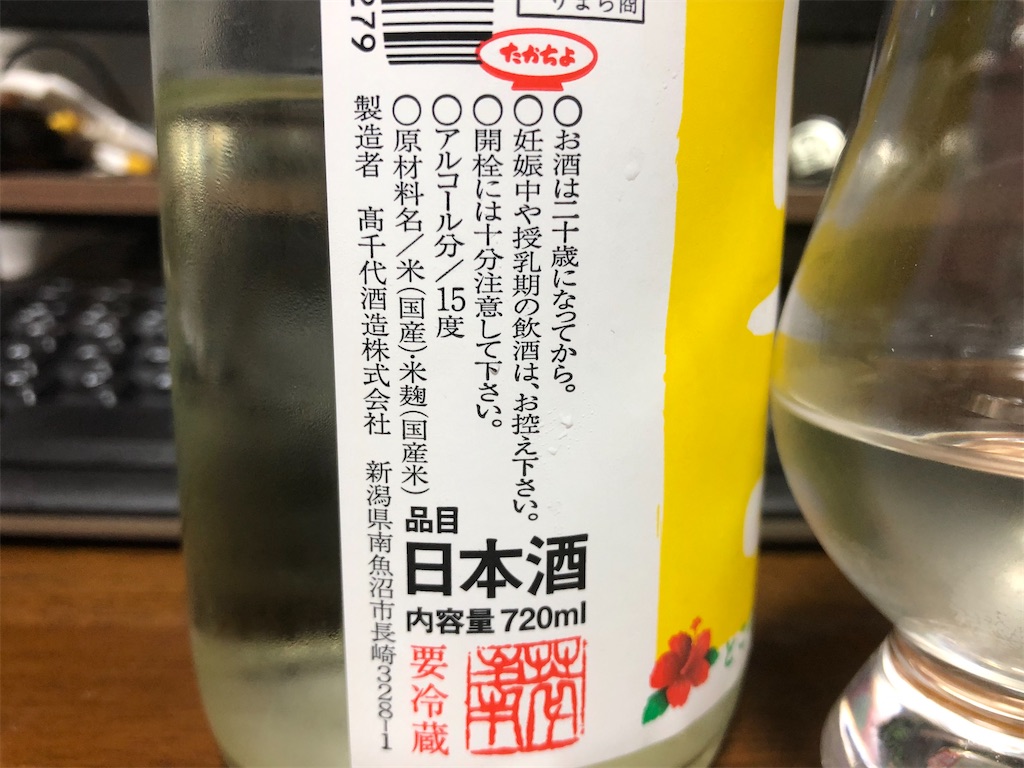 商
たかちよ
○お酒は二十歳になってから。
○妊娠中や授乳期の飲酒は、お控え下さい。
○開栓には十分注意して下さい。
○アルコール分/15度
○原材料名/米(国産)・米麹(国産米)
製造者 髙千代酒造株式会社 新潟県南魚沼市長崎328-1
279
品目
日本酒
内容量 720ml
要冷蔵